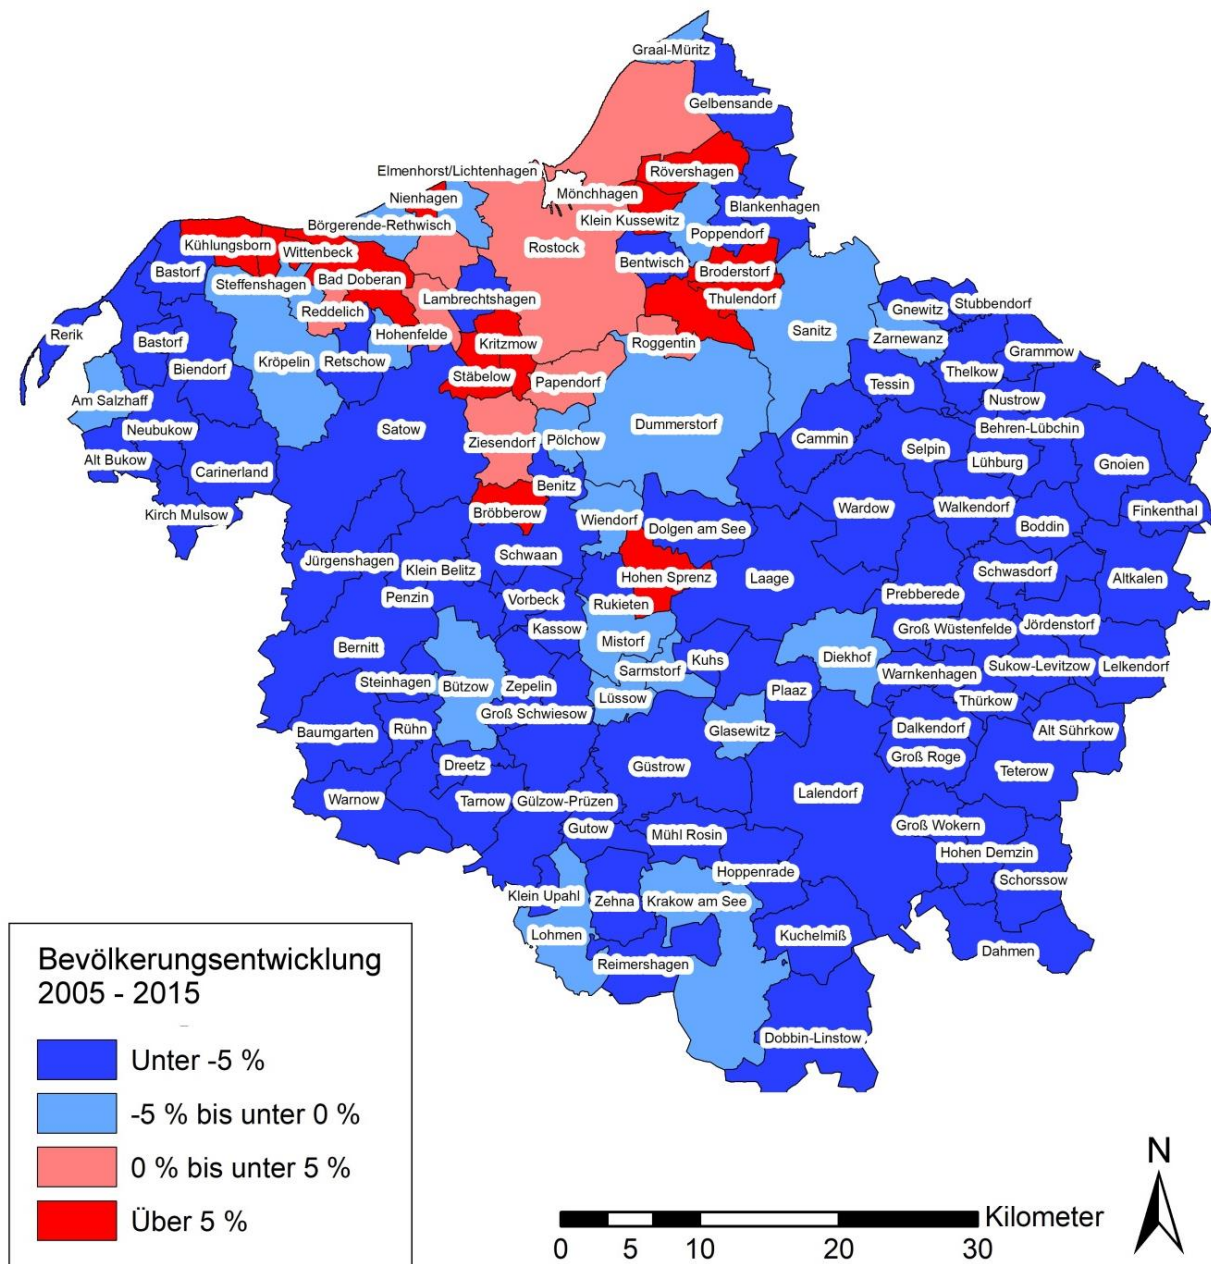 Graal-Müritz
Gelbensande
Elmenhorst/Lichtenhagen
Rövershagen
Nienhagen
Mönchhagen
Blankenhagen
Börgerende-Rethwisch
Klein Kussewitz
Poppendorf
Kühlungsborn
Wittenbeck
Rostock
Bentwisch
Broderstorf
Bastorf
Steffenshagen
Bad Doberan
Lambrechtshagen
Thulendorf
Gnewitz
Stubbendorf
Rerik
Reddelich
Hohenfelde
Kritzmow
Roggentin
Sanitz
Zarnewanz
Bastorf
Grammow
Biendorf
Kröpelin
Retschow
Stäbelow
Papendorf
Tessin
Thelkow
Am Salzhaff
Nustrow
Neubukow
Satow
Ziesendorf
Pölchow
Dummerstorf
Cammin
Behren-Lübchin
Selpin
Alt Bukow
Carinerland
Lühburg
Gnoien
Benitz
Kirch Mulsow
Bröbberow
Wiendorf
Dolgen am See
Wardow
Walkendorf
Boddin
Finkenthal
Jürgenshagen
Klein Belitz
Schwaan
Hohen Sprenz
Laage
Schwasdorf
Altkalen
Penzin
Vorbeck
Rukieten
Prebberede
Kassow
Groß Wüstenfelde
Jördenstorf
Bernitt
Mistorf
Diekhof
Steinhagen
Bützow
Zepelin
Sarmstorf
Kuhs
Warnkenhagen
Sukow-Levitzow
Lelkendorf
Lüssow
Plaaz
Thürkow
Groß Schwiesow
Baumgarten
Rühn
Glasewitz
Dalkendorf
Alt Sührkow
Dreetz
Güstrow
Groß Roge
Teterow
Warnow
Tarnow
Gülzow-Prüzen
Lalendorf
Gutow
Mühl Rosin
Groß Wokern
Hohen Demzin
Hoppenrade
Schorssow
Klein Upahl
Zehna
Krakow am See
Lohmen
Kuchelmiß
Dahmen
Reimershagen
Dobbin-Linstow
Bevölkerungsentwicklung
2005 - 2015
Unter -5 %
-5 % bis unter 0 %
0 % bis unter 5 %
Über 5 %
N
Kilometer
0 5 10 20 30